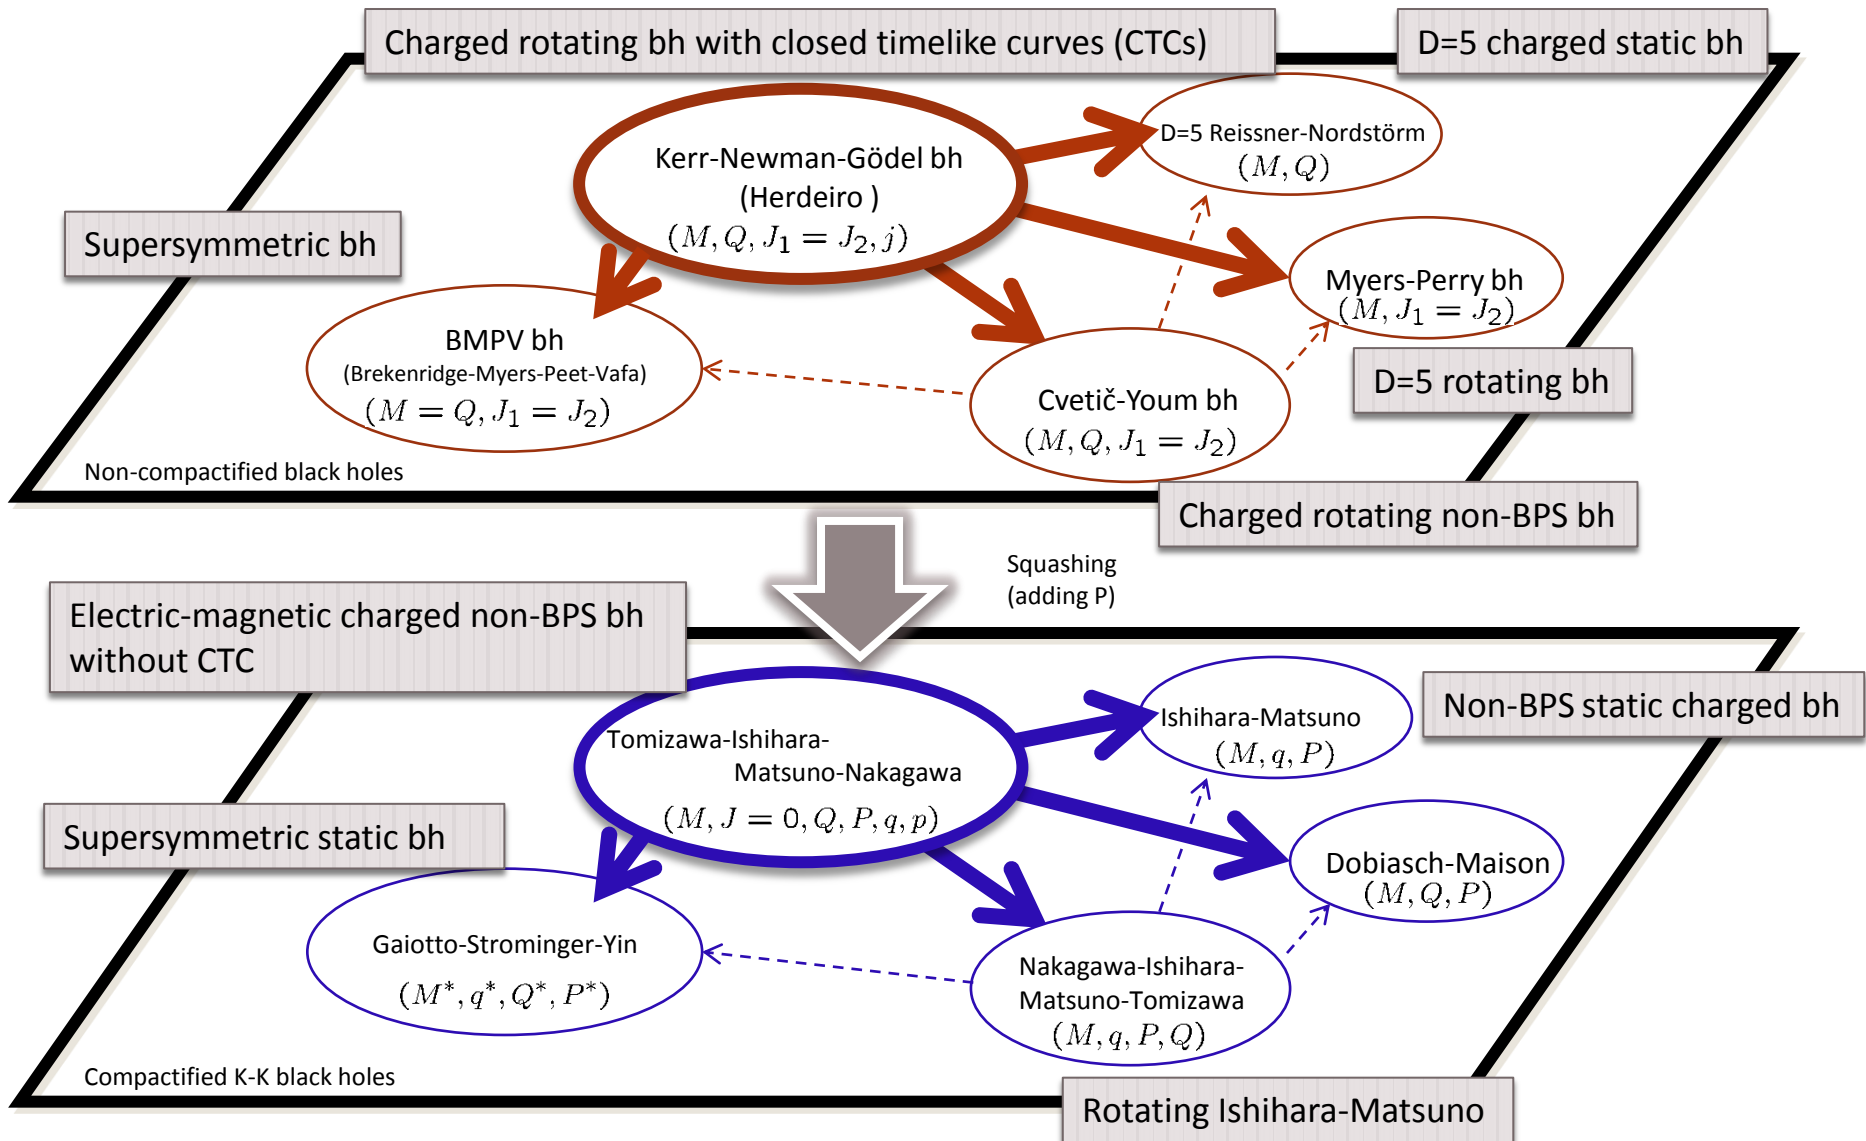 Charged rotating bh with closed timelike curves (CTCs)
D=5 charged static bh
Kerr-Newman-Gödel bh
(Herdeiro )
(M, Q, J₁ = J₂, j)
D=5 Reissner-Nordstörm
(M, Q)
Supersymmetric bh
Myers-Perry bh
(M, J₁ = J₂)
BMPV bh
(Brekenridge-Myers-Peet-Vafa)
(M = Q, J₁ = J₂)
D=5 rotating bh
Cvetič-Youm bh
(M, Q, J₁ = J₂)
Non-compactified black holes
Charged rotating non-BPS bh
Squashing
(adding P)
Electric-magnetic charged non-BPS bh
without CTC
Non-BPS static charged bh
Ishihara-Matsuno
(M, q, P)
Tomizawa-Ishihara-
Matsuno-Nakagawa
(M, J = 0, Q, P, q, p)
Supersymmetric static bh
Dobiasch-Maison
(M, Q, P)
Gaiotto-Strominger-Yin
(M*, q*, Q*, P*)
Nakagawa-Ishihara-
Matsuno-Tomizawa
(M, q, P, Q)
Compactified K-K black holes
Rotating Ishihara-Matsuno